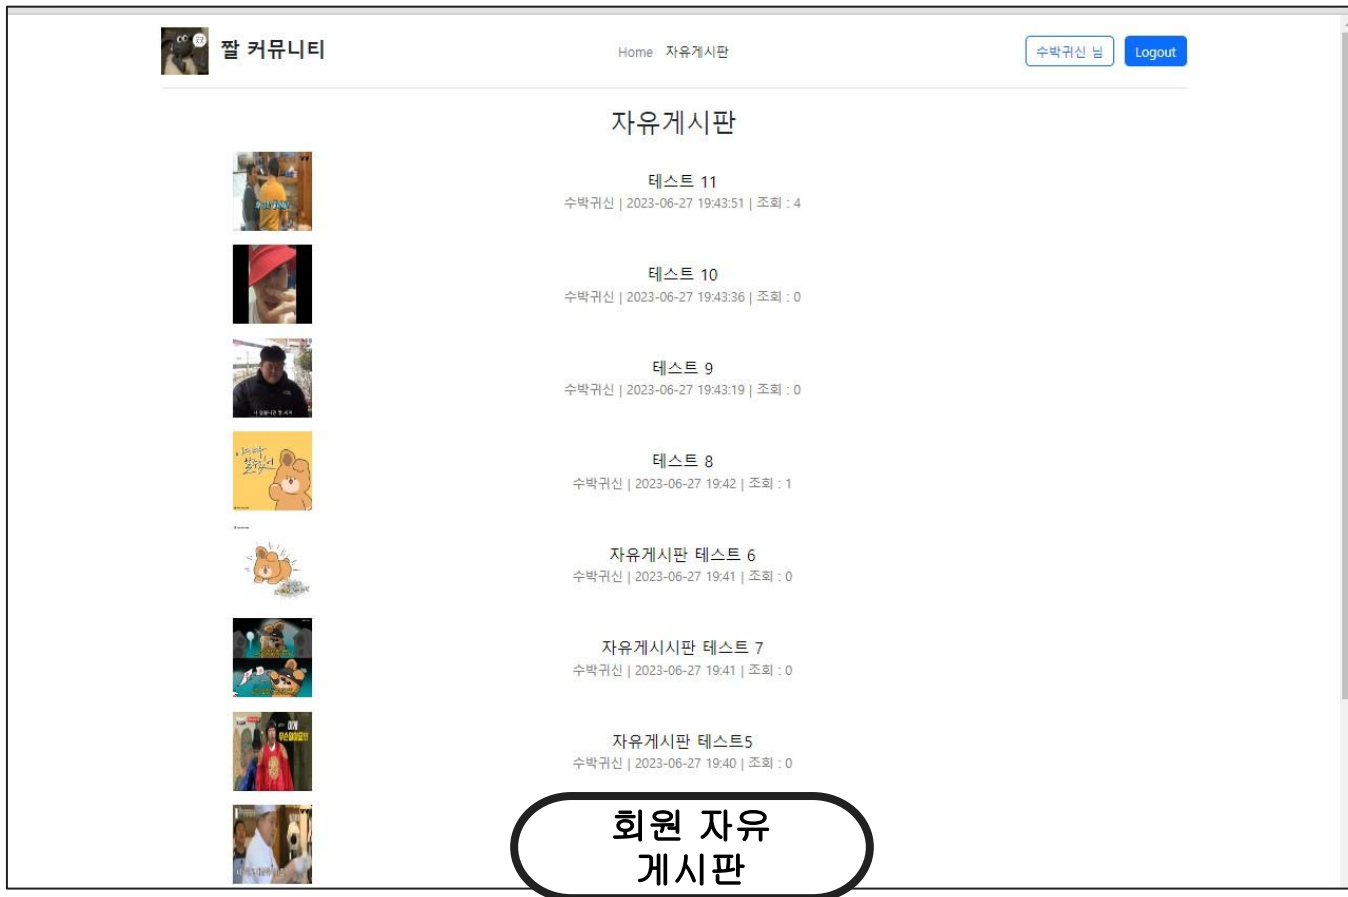 짤 커뮤니티
Home 자유게시판
수박귀신 님 Logout
자유게시판
테스트 11
수박귀신 | 2023-06-27 19:43:51 | 조회 : 4
테스트 10
수박귀신 | 2023-06-27 19:43:36 | 조회 : 0
테스트 9
수박귀신 | 2023-06-27 19:43:19 | 조회 : 0
테스트 8
수박귀신 | 2023-06-27 19:42 | 조회 : 1
자유게시판 테스트 6
수박귀신 | 2023-06-27 19:41 | 조회 : 0
자유게시시판 테스트 7
수박귀신 | 2023-06-27 19:41 | 조회 : 0
이게
무슨일이오!!!
자유게시판 테스트5
수박귀신 | 2023-06-27 19:40 | 조회 : 0
회원 자유
게시판